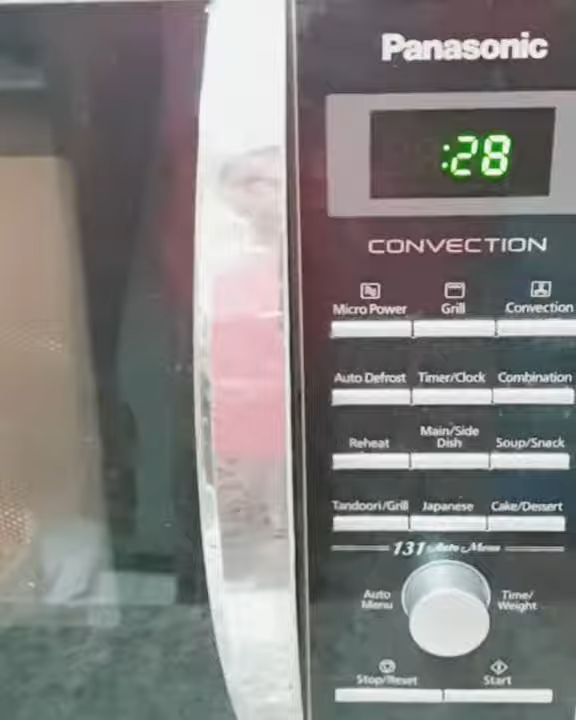 Panasonic
:28
CONVECTION
Micro Power Grill Convection
Auto Defrost Timer/Clock Combination
Reheat Main/Side Dish Soup/Snack
Tandoori/Grill Japanese Cake/Dessert
131 Auto Menu
Auto Menu Time/Weight
Stop/Reset Start